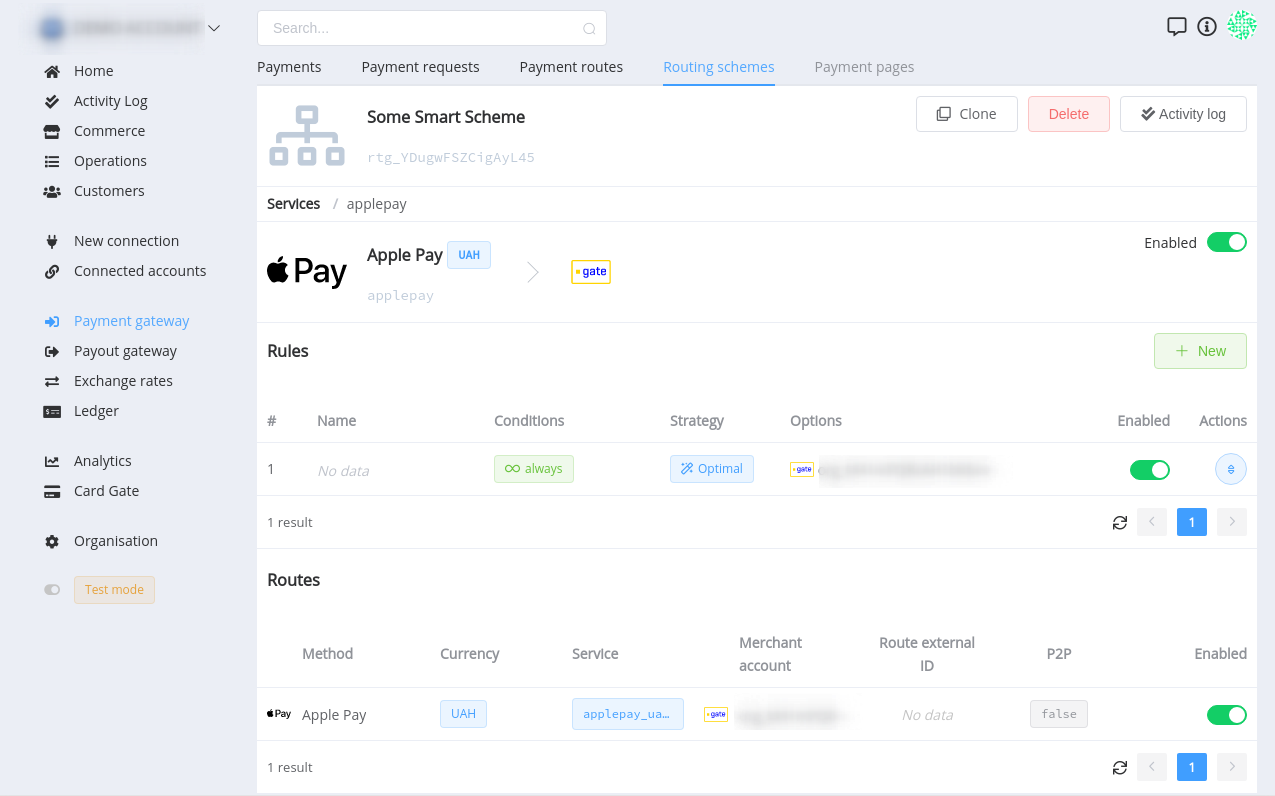 Search...
Home
Activity Log
Commerce
Operations
Customers
New connection
Connected accounts
Payment gateway
Payout gateway
Exchange rates
Ledger
Analytics
Card Gate
Organisation
Test mode
Payments
Payment requests
Payment routes
Routing schemes
Payment pages
Some Smart Scheme
rtg_YDugwFSZCigAyL45
Clone
Delete
Activity log
Services / applepay
Pay
Apple Pay UAH
applepay
gate
Enabled
Rules
New
# Name Conditions Strategy Options Enabled Actions
1 No data always Optimal gate
1 result
1
Routes
Method Currency Service Merchant account Route external ID P2P Enabled
Pay Apple Pay UAH applepay_ua… gate No data false
1 result
1